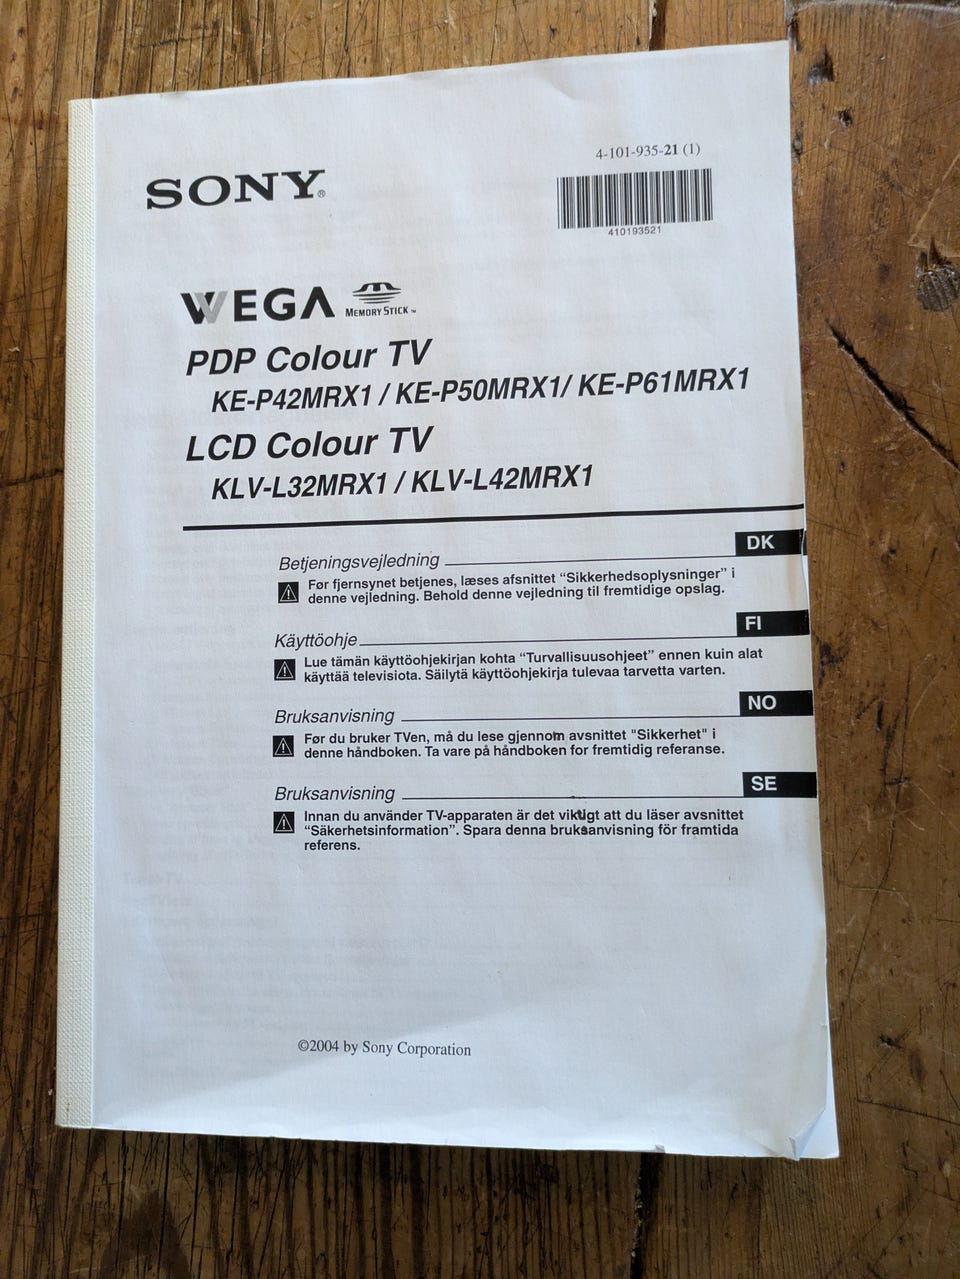 4-101-935-21 (1)
SONY®
410193521
WEGA MEMORY STICK™
PDP Colour TV
KE-P42MRX1 / KE-P50MRX1/ KE-P61MRX1
LCD Colour TV
KLV-L32MRX1 / KLV-L42MRX1
DK
Betjeningsvejledning
Før fjernsynet betjenes, læses afsnittet “Sikkerhedsoplysninger” i
denne vejledning. Behold denne vejledning til fremtidige opslag.
FI
Käyttöohje
Lue tämän käyttöohjekirjan kohta “Turvallisuusohjeet” ennen kuin alat
käyttää televisiota. Säilytä käyttöohjekirja tulevaa tarvetta varten.
NO
Bruksanvisning
Før du bruker TVen, må du lese gjennom avsnittet "Sikkerhet" i
denne håndboken. Ta vare på håndboken for fremtidig referanse.
SE
Bruksanvisning
Innan du använder TV-apparaten är det viktigt att du läser avsnittet
“Säkerhetsinformation”. Spara denna bruksanvisning för framtida
referens.
©2004 by Sony Corporation